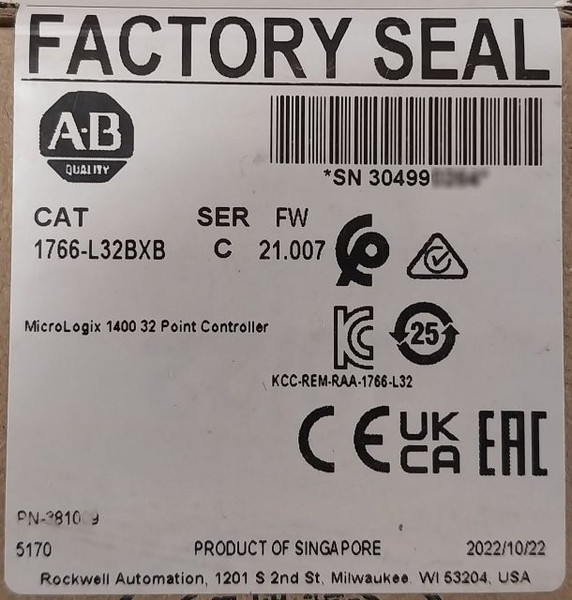 FACTORY SEAL
A·B
QUALITY
*SN 30499
CAT SER FW
1766-L32BXB C 21.007
MicroLogix 1400 32 Point Controller
25
KCC-REM-RAA-1766-L32
CE UK CA EAC
5170 PRODUCT OF SINGAPORE 2022/10/22
Rockwell Automation, 1201 S 2nd St, Milwaukee WI 53204, USA